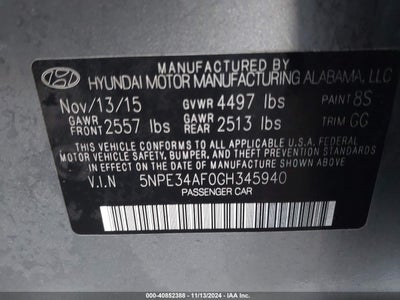 MANUFACTURED BY
HYUNDAI MOTOR MANUFACTURING ALABAMA, LLC
Nov/13/15 GVWR 4497 lbs PAINT 8S
GAWR FRONT 2557 lbs GAWR REAR 2513 lbs TRIM GG
THIS VEHICLE CONFORMS TO ALL APPLICABLE U.S. FEDERAL
MOTOR VEHICLE SAFETY, BUMPER, AND THEFT PREVENTION
STANDARDS IN EFFECT ON THE DATE OF MANUFACTURE SHOWN ABOVE.
V.I.N 5NPE34AF0GH345940
PASSENGER CAR
500-40852388 - 11/13/2024 - IAA Inc.